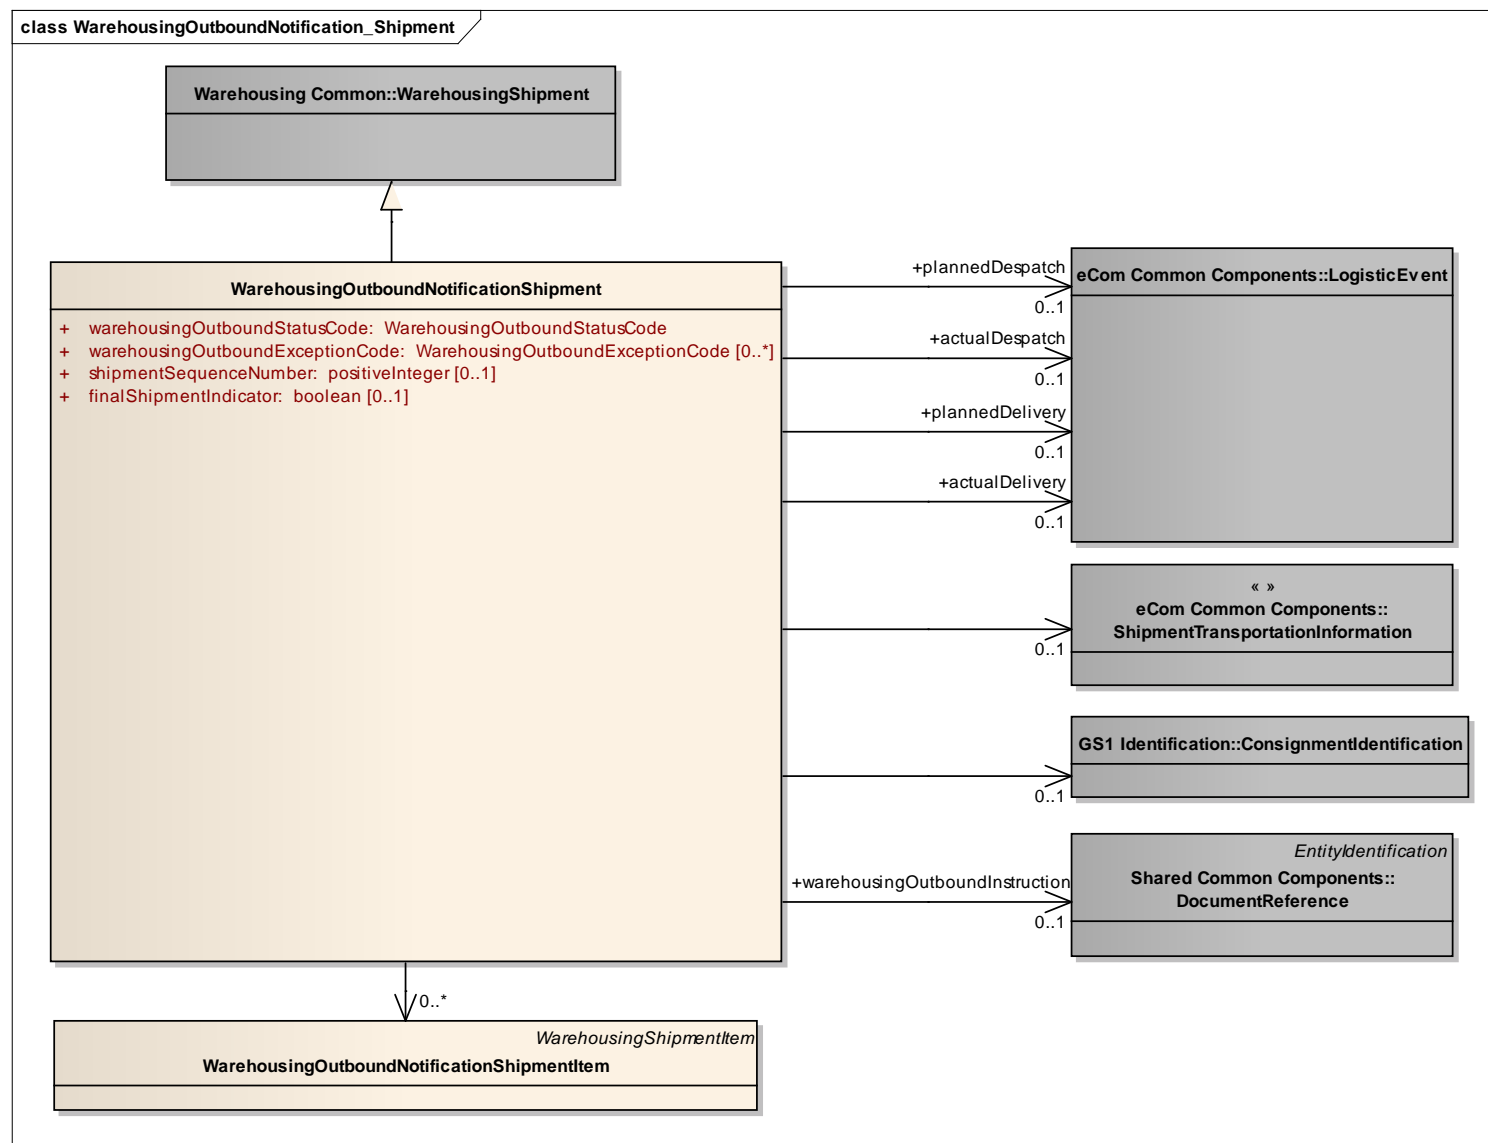 class WarehousingOutboundNotification_Shipment
Warehousing Common::WarehousingShipment
WarehousingOutboundNotificationShipment
+ warehousingOutboundStatusCode: WarehousingOutboundStatusCode
+ warehousingOutboundExceptionCode: WarehousingOutboundExceptionCode [0..*]
+ shipmentSequenceNumber: positiveInteger [0..1]
+ finalShipmentIndicator: boolean [0..1]
+plannedDespatch
0..1
+actualDespatch
0..1
+plannedDelivery
0..1
+actualDelivery
0..1
eCom Common Components::LogisticEvent
0..1
« »
eCom Common Components::
ShipmentTransportationInformation
0..1
GS1 Identification::ConsignmentIdentification
+warehousingOutboundInstruction
0..1
EntityIdentification
Shared Common Components::
DocumentReference
0..*
WarehousingShipmentItem
WarehousingOutboundNotificationShipmentItem